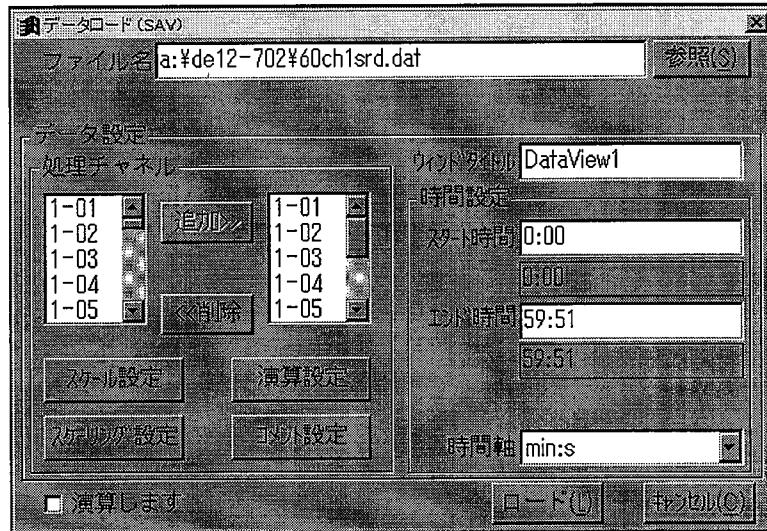 データロード (SAV)
ファイル名 a:¥de12-702¥60ch1srd.dat 参照(S)
データ設定
処理チャネル
1-01
1-02
1-03
1-04
1-05
追加>>
<<削除
1-01
1-02
1-03
1-04
1-05
スケール設定
演算設定
スケーリング設定
コメント設定
ウィンドウタイトル DataView1
時間設定
スタート時間 0:00
0:00
エンド時間 59:51
59:51
時間軸 min:s
演算します
ロード(L)
キャンセル(C)